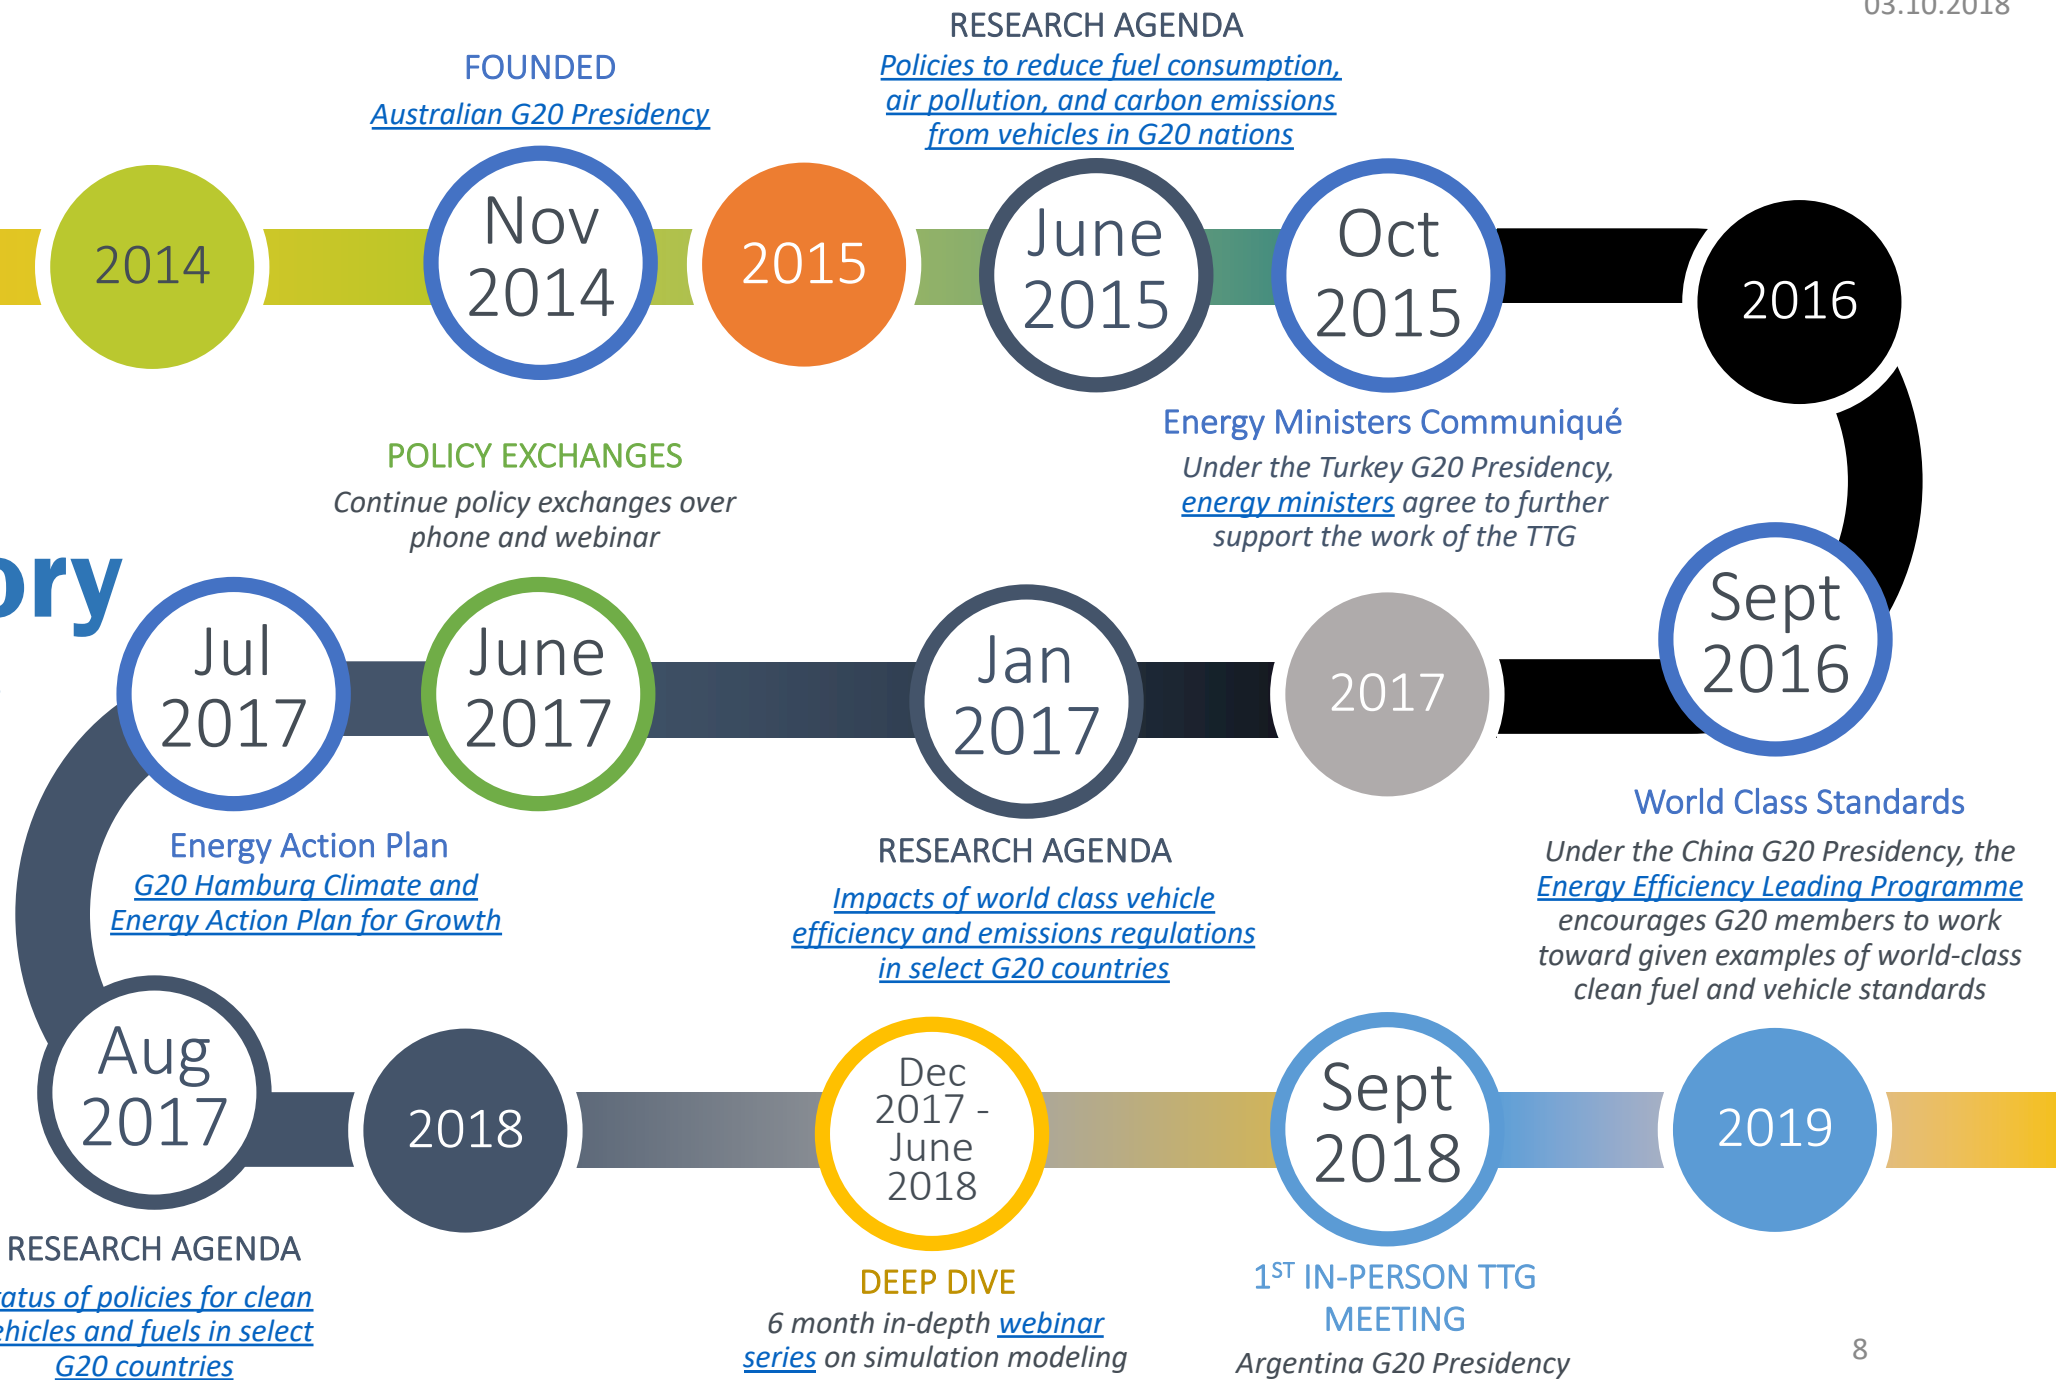 03.10.2018
FOUNDED
Australian G20 Presidency
RESEARCH AGENDA
Policies to reduce fuel consumption,
air pollution, and carbon emissions
from vehicles in G20 nations
2014
Nov
2014
2015
June
2015
Oct
2015
2016
Energy Ministers Communiqué
Under the Turkey G20 Presidency,
energy ministers agree to further
support the work of the TTG
POLICY EXCHANGES
Continue policy exchanges over
phone and webinar
ory
Jul
2017
June
2017
Jan
2017
2017
Sept
2016
Energy Action Plan
G20 Hamburg Climate and
Energy Action Plan for Growth
RESEARCH AGENDA
Impacts of world class vehicle
efficiency and emissions regulations
in select G20 countries
World Class Standards
Under the China G20 Presidency, the
Energy Efficiency Leading Programme
encourages G20 members to work
toward given examples of world-class
clean fuel and vehicle standards
Aug
2017
2018
Dec
2017 -
June
2018
Sept
2018
2019
RESEARCH AGENDA
atus of policies for clean
ehicles and fuels in select
G20 countries
DEEP DIVE
6 month in-depth webinar
series on simulation modeling
1ST IN-PERSON TTG
MEETING
Argentina G20 Presidency
8